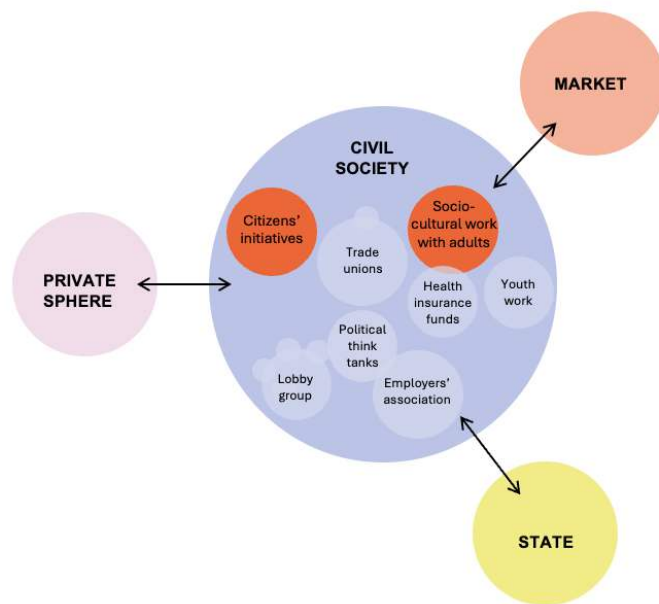 MARKET
CIVIL
SOCIETY
Citizens'
initiatives
Socio-
cultural work
with adults
Trade
unions
PRIVATE
SPHERE
Health
insurance
funds
Youth
work
Political
think
tanks
Lobby
group
Employers'
association
STATE